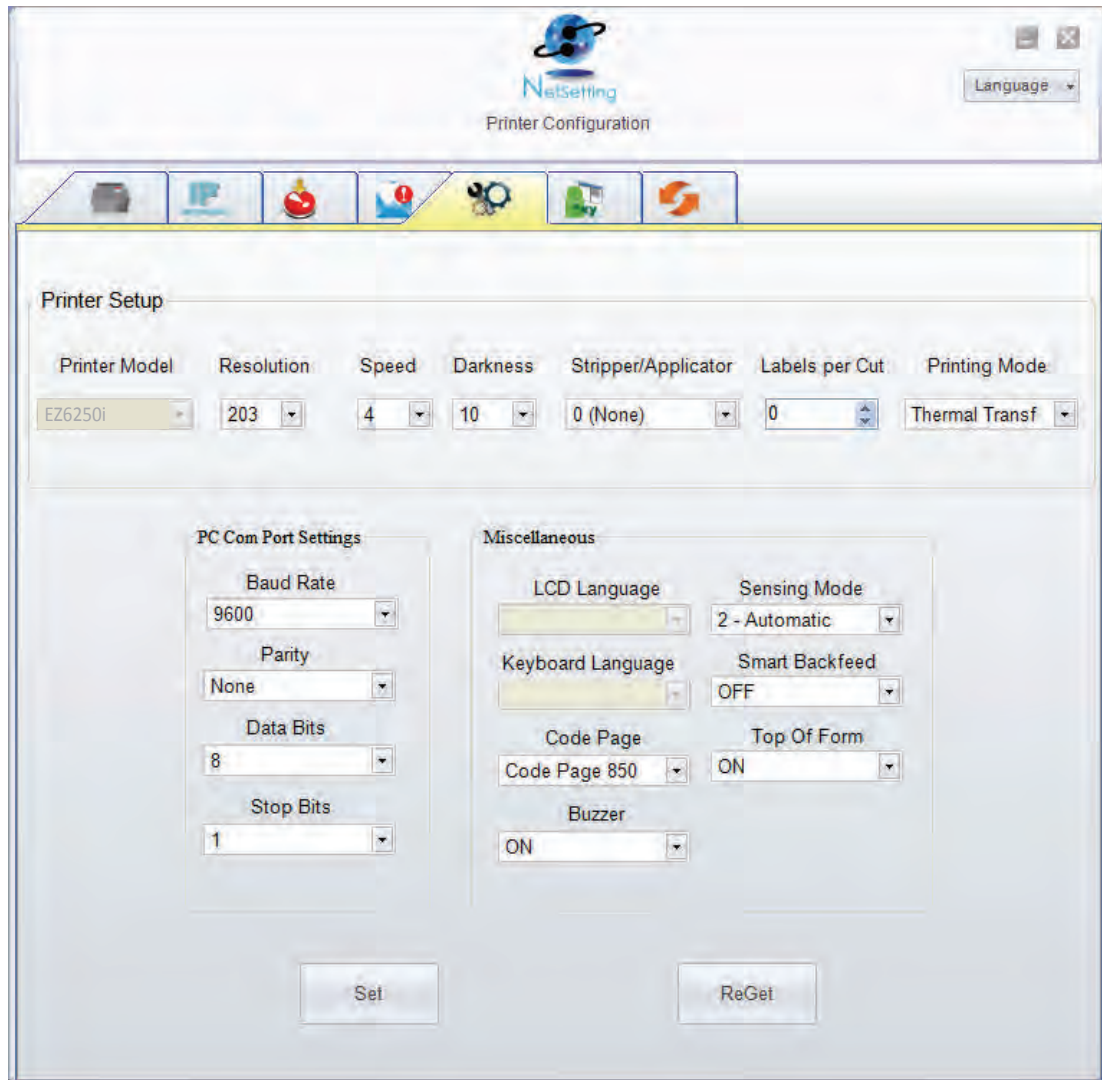 NetSetting
Language
Printer Configuration
IP
Printer Setup
Printer Model Resolution Speed Darkness Stripper/Applicator Labels per Cut Printing Mode
EZ6250i 203 4 10 0 (None) 0 Thermal Transf
PC Com Port Settings
Baud Rate
9600
Parity
None
Data Bits
8
Stop Bits
1
Miscellaneous
LCD Language
Sensing Mode
2 - Automatic
Keyboard Language
Smart Backfeed
OFF
Code Page
Code Page 850
Top Of Form
ON
Buzzer
ON
Set
ReGet